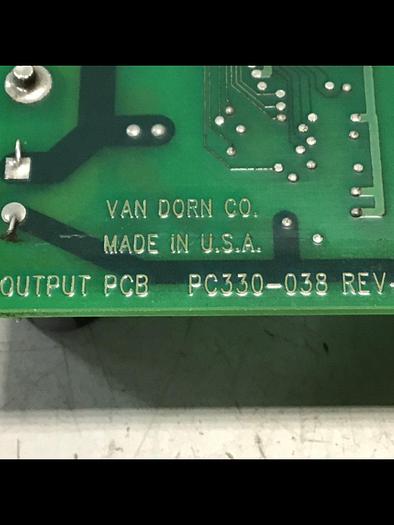 VAN DORN CO.
MADE IN U.S.A.
OUTPUT PCB PC330-038 REV-